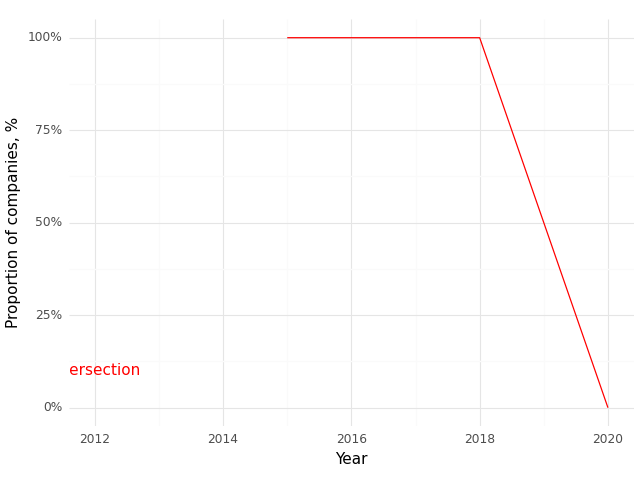 100%
75%
50%
25%
0%
Proportion of companies, %
ersection
2012 2014 2016 2018 2020
Year